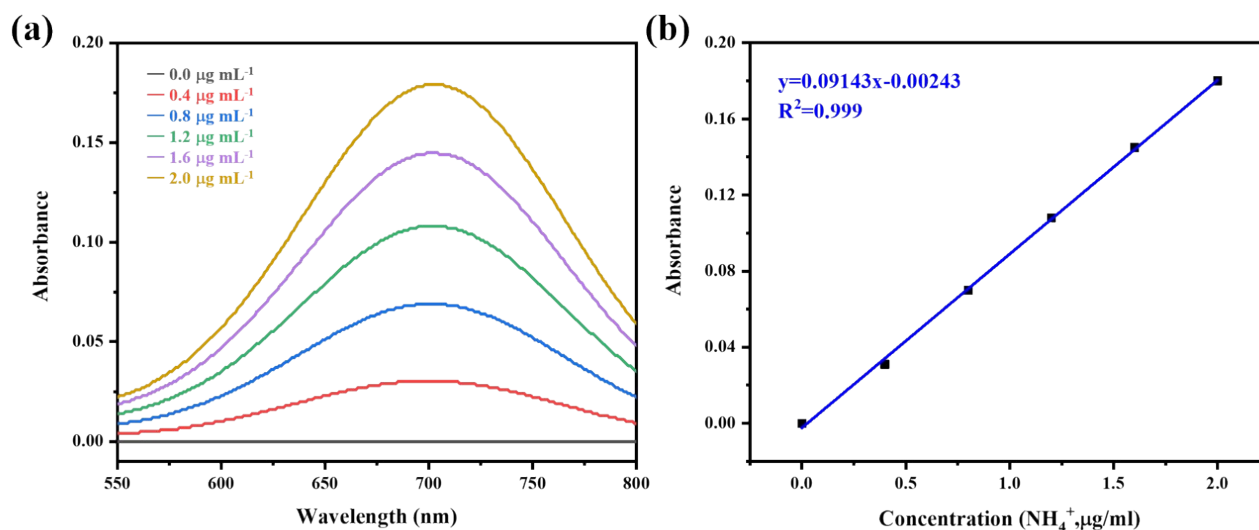 (a)
0.20
0.15
0.10
0.05
0.00
Absorbance
0.0 μg mL⁻¹
0.4 μg mL⁻¹
0.8 μg mL⁻¹
1.2 μg mL⁻¹
1.6 μg mL⁻¹
2.0 μg mL⁻¹
550 600 650 700 750 800
Wavelength (nm)
(b)
0.20
0.16
0.12
0.08
0.04
0.00
Absorbance
y=0.09143x-0.00243
R²=0.999
0.0 0.5 1.0 1.5 2.0
Concentration (NH₄⁺,μg/ml)